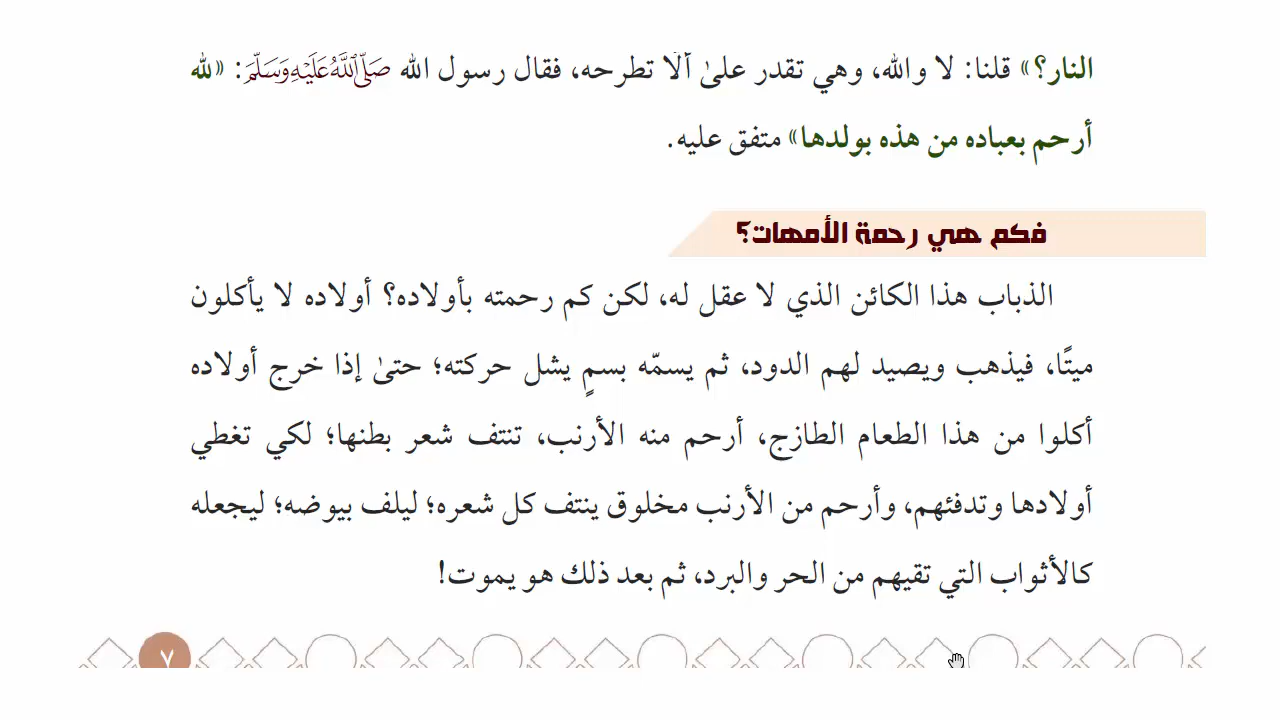 النار؟» قلنا: لا والله، وهي تقدر علىٰ ألا تطرحه، فقال رسول الله صَلَّى اللَّهُ عَلَيْهِ وَسَلَّمَ: «لله
أرحم بعباده من هذه بولدها» متفق عليه.
فكم هي رحمة الأمهات؟
الذباب هذا الكائن الذي لا عقل له، لكن كم رحمته بأولاده؟ أولاده لا يأكلون
ميتًا، فيذهب ويصيد لهم الدود، ثم يسمّه بسمٍ يشل حركته؛ حتىٰ إذا خرج أولاده
أكلوا من هذا الطعام الطازج، أرحم منه الأرنب، تنتف شعر بطنها؛ لكي تغطي
أولادها وتدفئهم، وأرحم من الأرنب مخلوق ينتف كل شعره؛ ليلف بيوضه؛ ليجعله
كالأثواب التي تقيهم من الحر والبرد، ثم بعد ذلك هو يموت!
٧